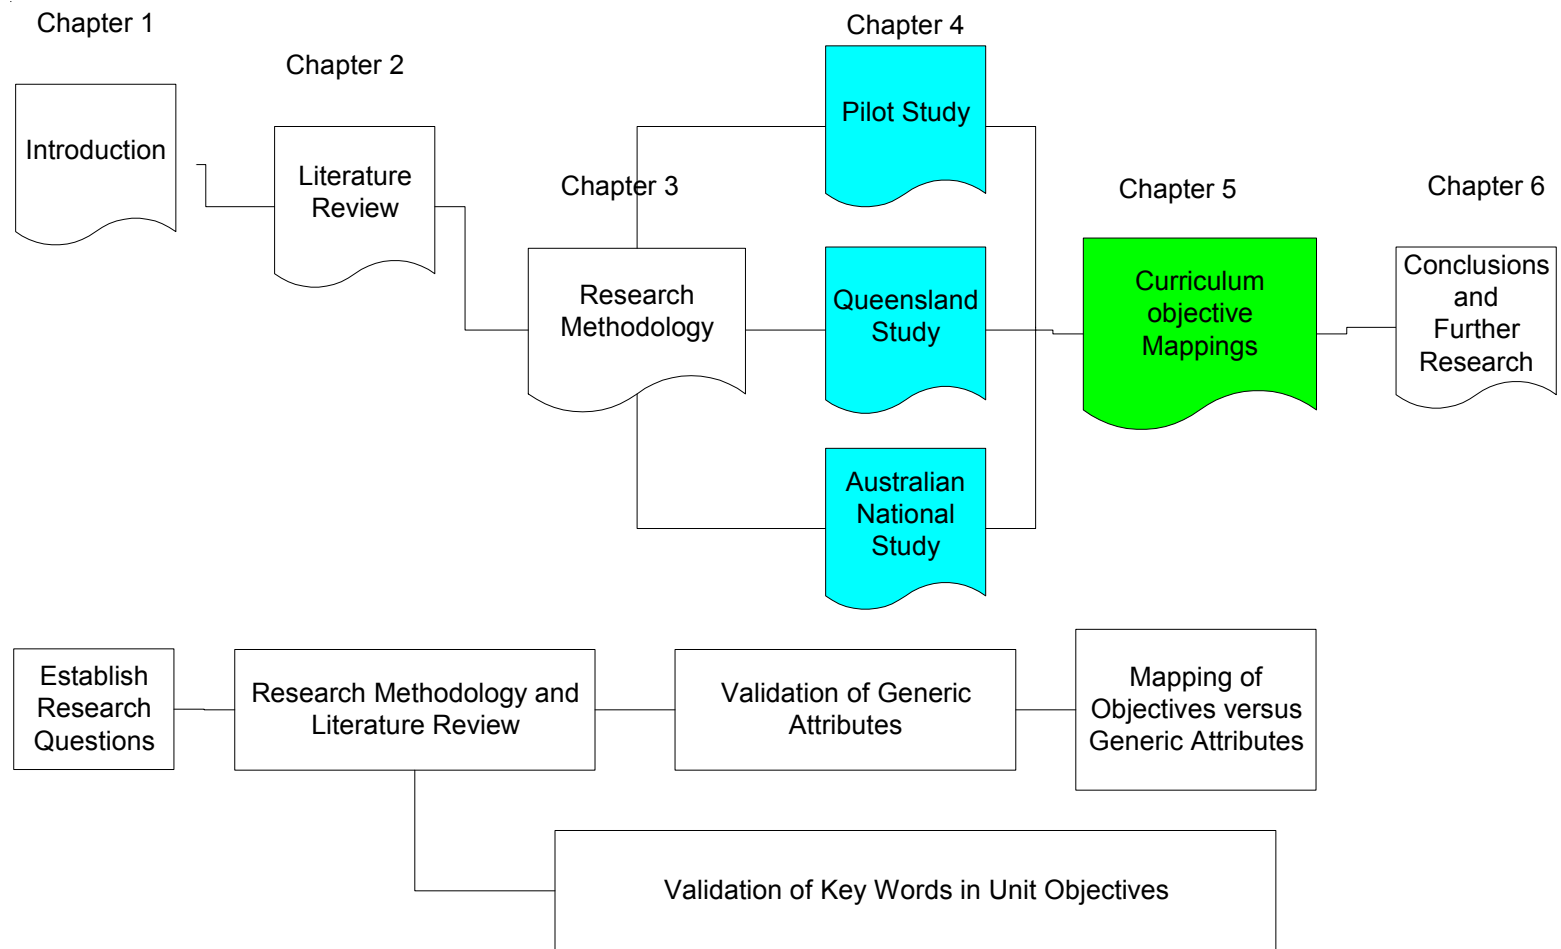 Chapter 1
Chapter 2
Chapter 3
Chapter 4
Chapter 5
Chapter 6
Introduction
Literature
Review
Research
Methodology
Pilot Study
Queensland
Study
Australian
National
Study
Curriculum
objective
Mappings
Conclusions
and
Further
Research
Establish
Research
Questions
Research Methodology and
Literature Review
Validation of Generic
Attributes
Mapping of
Objectives versus
Generic Attributes
Validation of Key Words in Unit Objectives